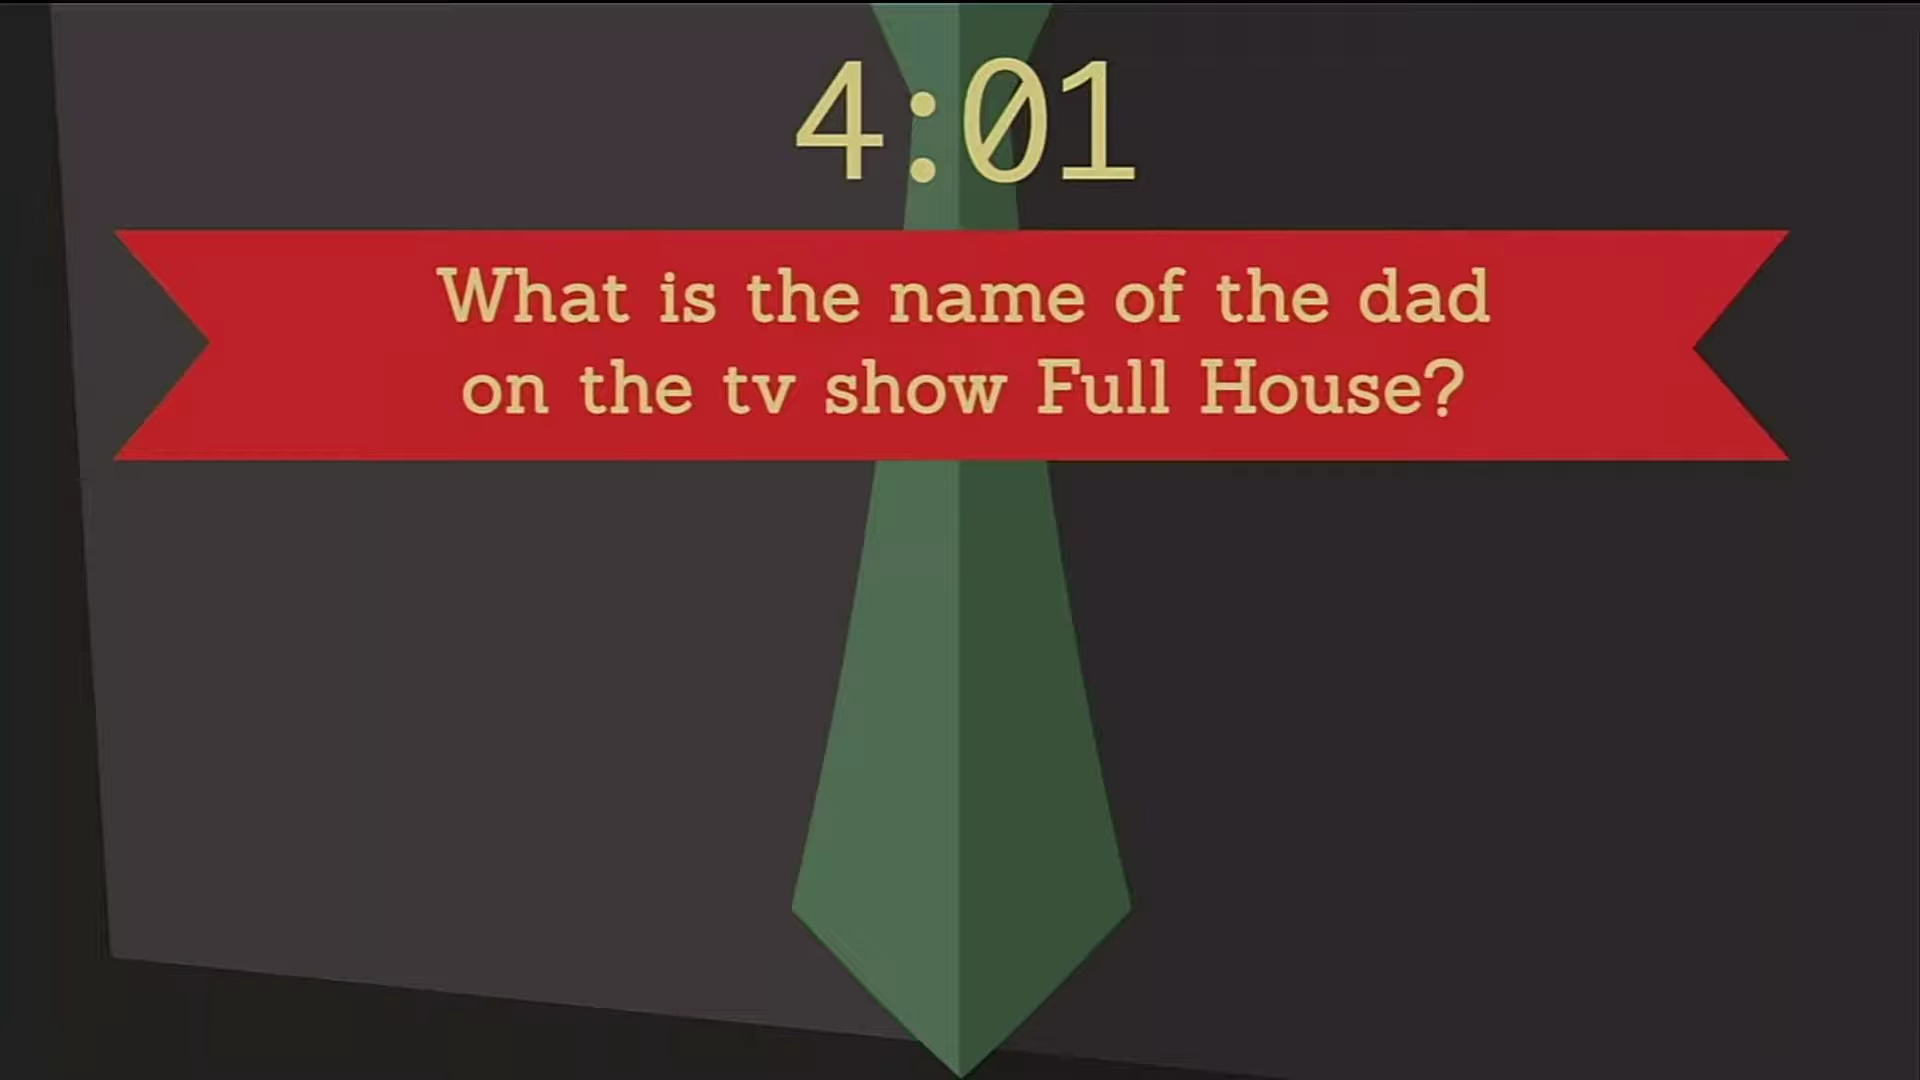 4:01
What is the name of the dad
on the tv show Full House?